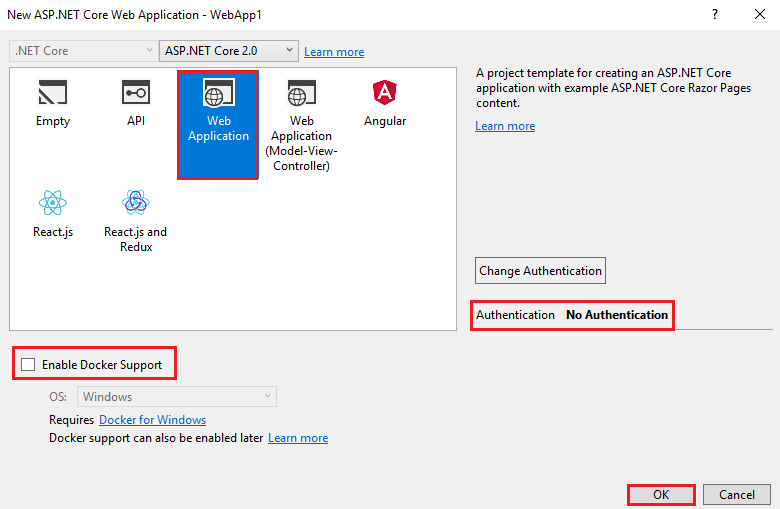 New ASP.NET Core Web Application - WebApp1
.NET Core
ASP.NET Core 2.0
Learn more
Empty
API
Web
Application
Web
Application
(Model-View-
Controller)
Angular
React.js
React.js and
Redux
A project template for creating an ASP.NET Core
application with example ASP.NET Core Razor Pages
content.
Learn more
Change Authentication
Authentication No Authentication
Enable Docker Support
OS: Windows
Requires Docker for Windows
Docker support can also be enabled later Learn more
OK
Cancel